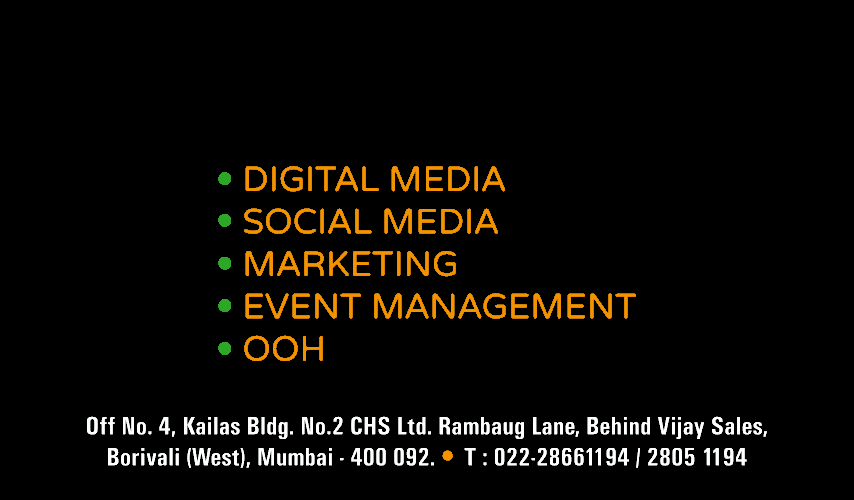 • DIGITAL MEDIA
• SOCIAL MEDIA
• MARKETING
• EVENT MANAGEMENT
• OOH
Off No. 4, Kailas Bldg. No.2 CHS Ltd. Rambaug Lane, Behind Vijay Sales,
Borivali (West), Mumbai - 400 092. • T : 022-28661194 / 2805 1194